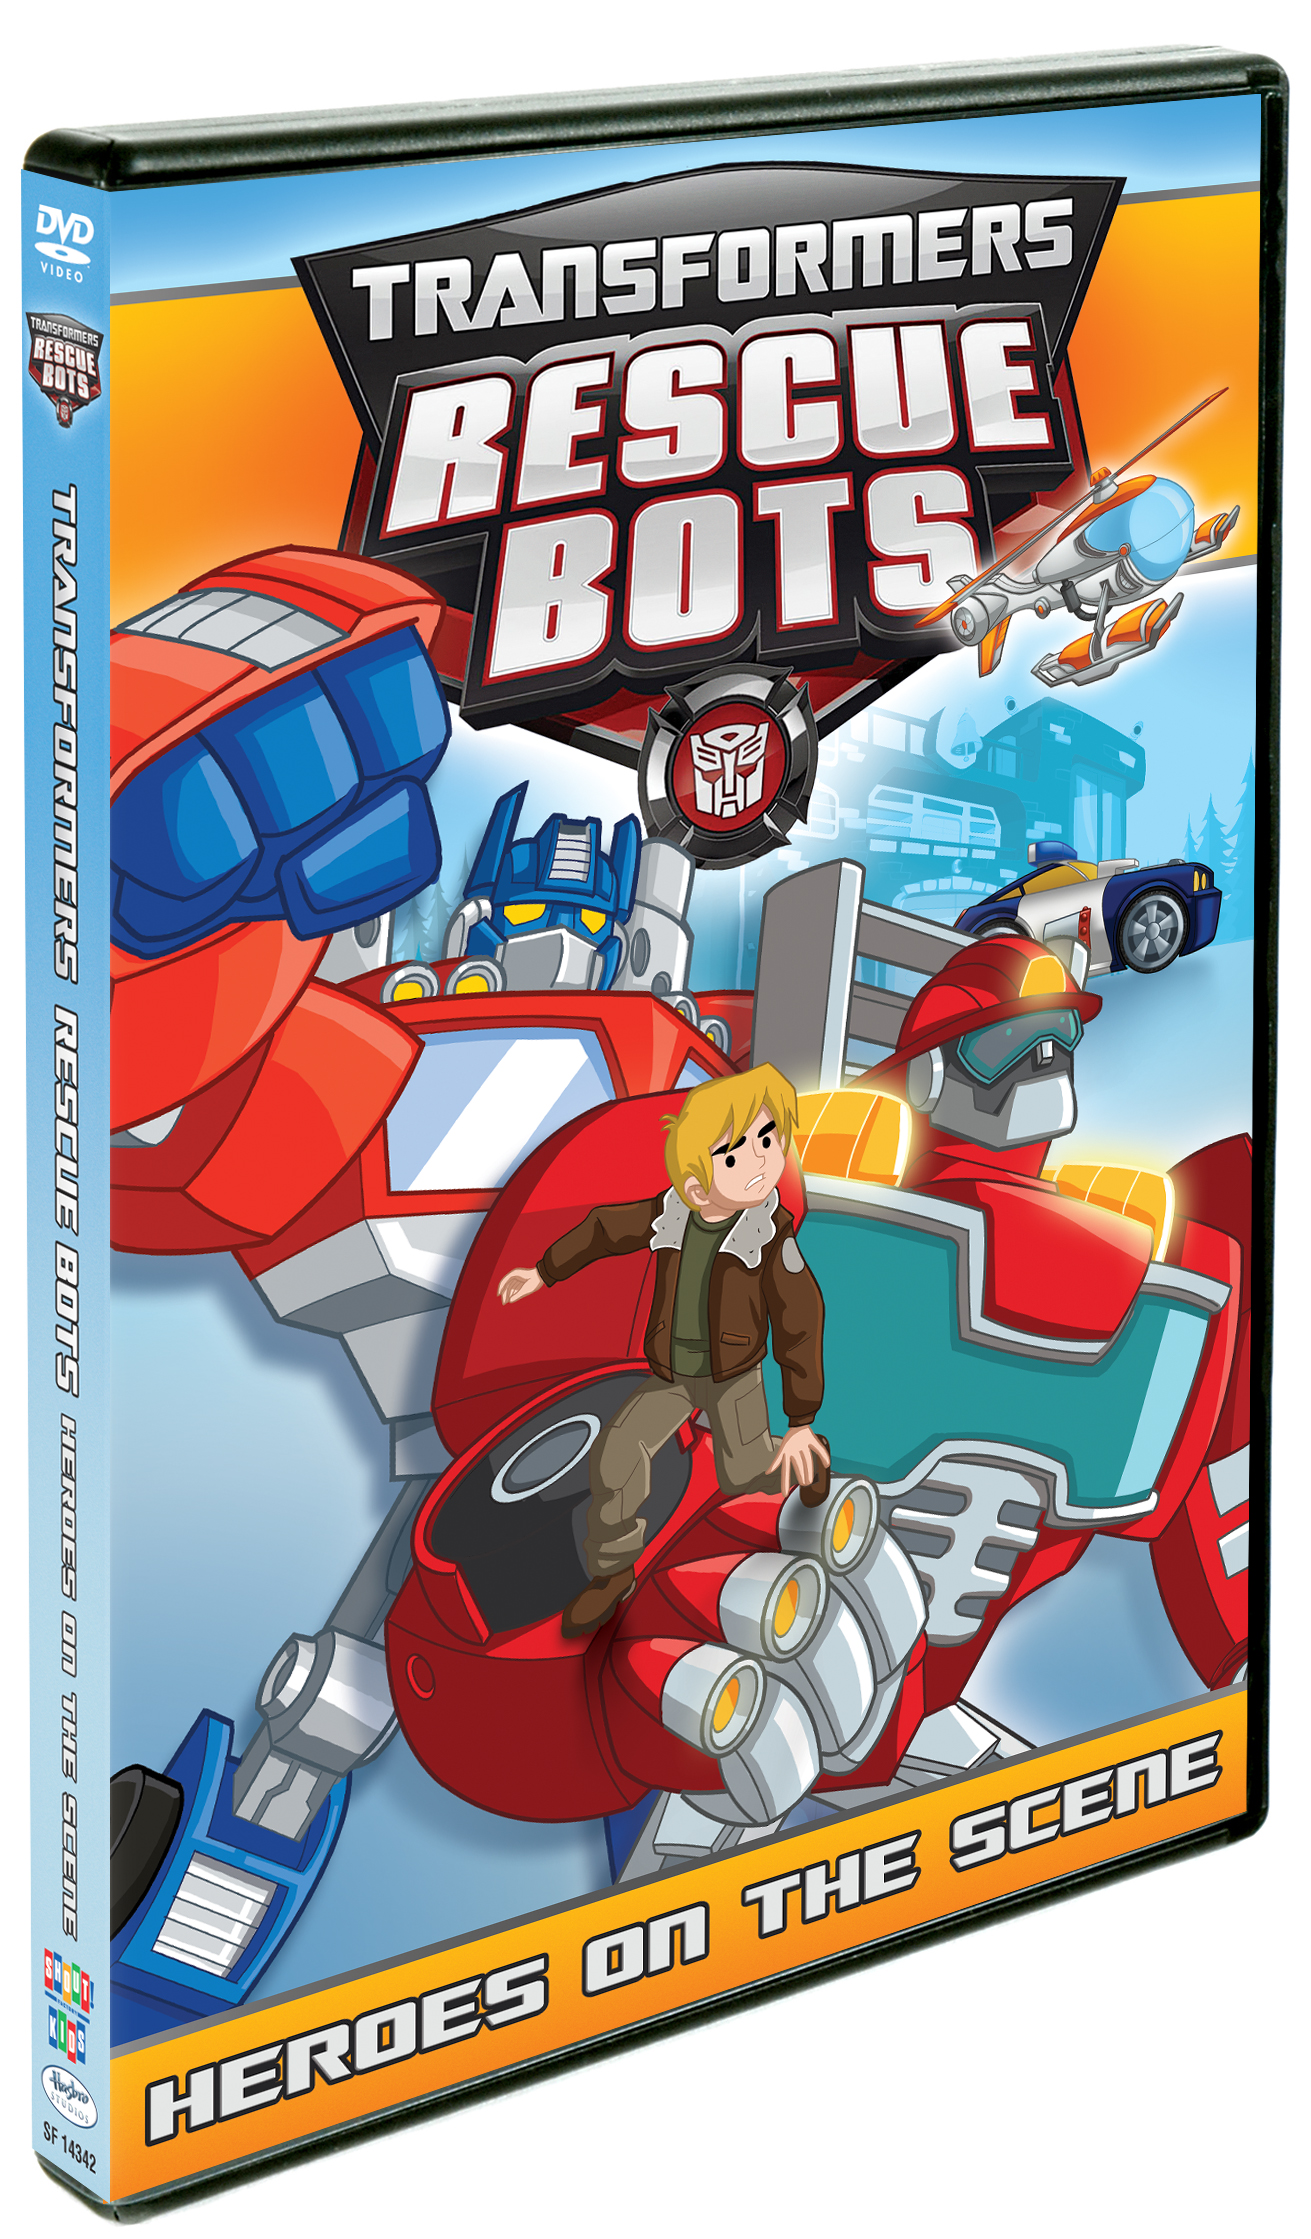 DVD
VIDEO
TRANSFORMERS
RESCUE
BOTS
TRANSFORMERS RESCUE BOTS HEROES ON THE SCENE
SHOUT!
FACTORY
KIDS
Hasbro
STUDIOS
SF 14342
TRANSFORMERS
RESCUE
BOTS
HEROES ON THE SCENE